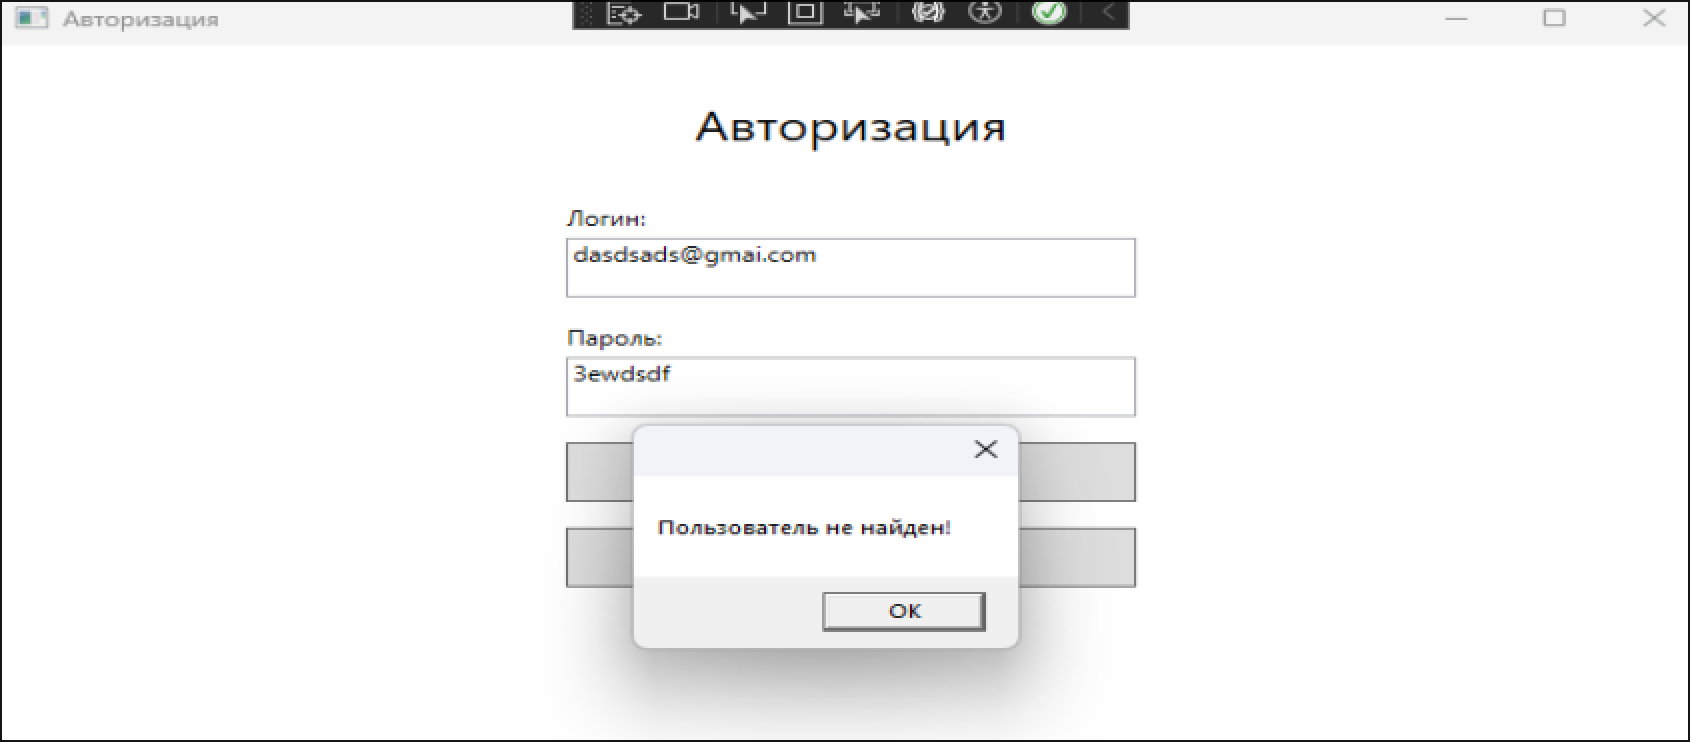 Авторизация
Авторизация
Логин:
dasdsads@gmai.com
Пароль:
3ewdsdf
Пользователь не найден!
OK